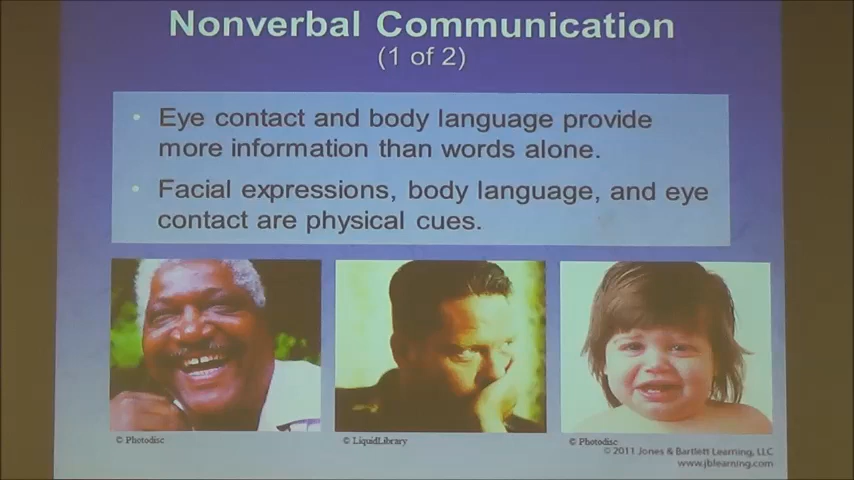 Nonverbal Communication
(1 of 2)
• Eye contact and body language provide
more information than words alone.
• Facial expressions, body language, and eye
contact are physical cues.
© Photodisc
© LiquidLibrary
© Photodisc
© 2011 Jones & Bartlett Learning, LLC
www.jblearning.com